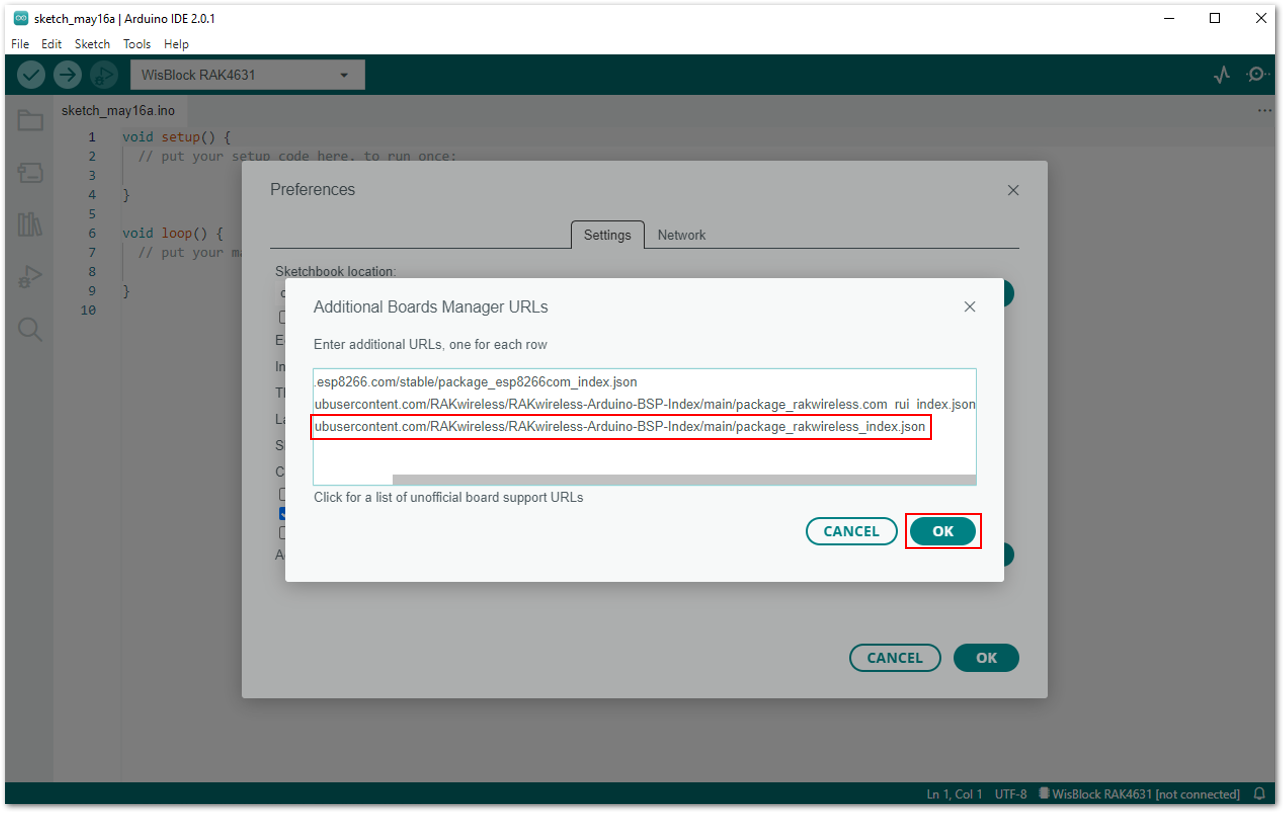 sketch_may16a | Arduino IDE 2.0.1
File Edit Sketch Tools Help
WisBlock RAK4631
sketch_may16a.ino
1 void setup() {
2 // put your setup code here, to run once:
3
4 }
5
6 void loop() {
7 // put your ma
8
9 }
10
Preferences
Settings Network
Sketchbook location:
Additional Boards Manager URLs
Enter additional URLs, one for each row
.esp8266.com/stable/package_esp8266com_index.json
ubusercontent.com/RAKwireless/RAKwireless-Arduino-BSP-Index/main/package_rakwireless.com_rui_index.json
ubusercontent.com/RAKwireless/RAKwireless-Arduino-BSP-Index/main/package_rakwireless_index.json
Click for a list of unofficial board support URLs
CANCEL OK
CANCEL OK
Ln 1, Col 1 UTF-8 WisBlock RAK4631 [not connected]